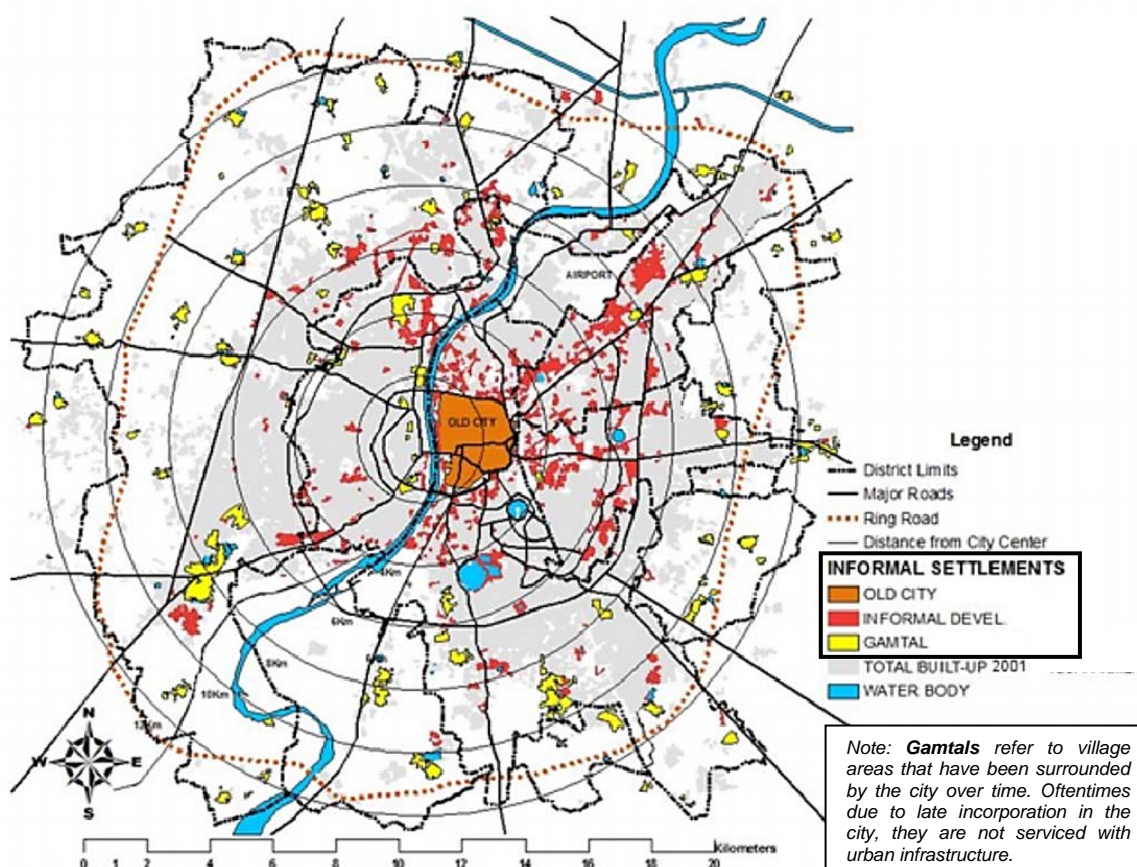 AIRPORT
OLD CITY
4Km
6Km
8Km
10Km
12Km
N
W E
S
0 1 2 4 6 8 10 12 14 16 18 20
Kilometers
Legend
District Limits
Major Roads
Ring Road
Distance from City Center
INFORMAL SETTLEMENTS
OLD CITY
INFORMAL DEVEL.
GAMTAL
TOTAL BUILT-UP 2001
WATER BODY
Note: Gamtals refer to village
areas that have been surrounded
by the city over time. Oftentimes
due to late incorporation in the
city, they are not serviced with
urban infrastructure.